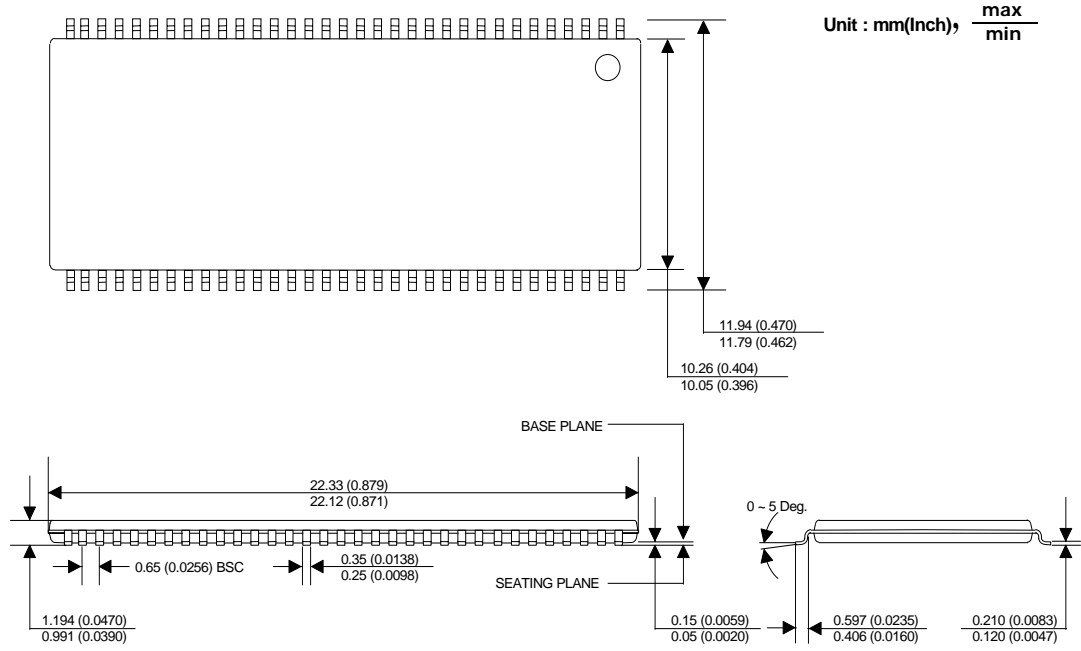 Unit : mm(Inch), max
min
11.94 (0.470)
11.79 (0.462)
10.26 (0.404)
10.05 (0.396)
BASE PLANE
22.33 (0.879)
22.12 (0.871)
0 ~ 5 Deg.
0.65 (0.0256) BSC
0.35 (0.0138)
0.25 (0.0098)
SEATING PLANE
1.194 (0.0470)
0.991 (0.0390)
0.15 (0.0059)
0.05 (0.0020)
0.597 (0.0235)
0.406 (0.0160)
0.210 (0.0083)
0.120 (0.0047)